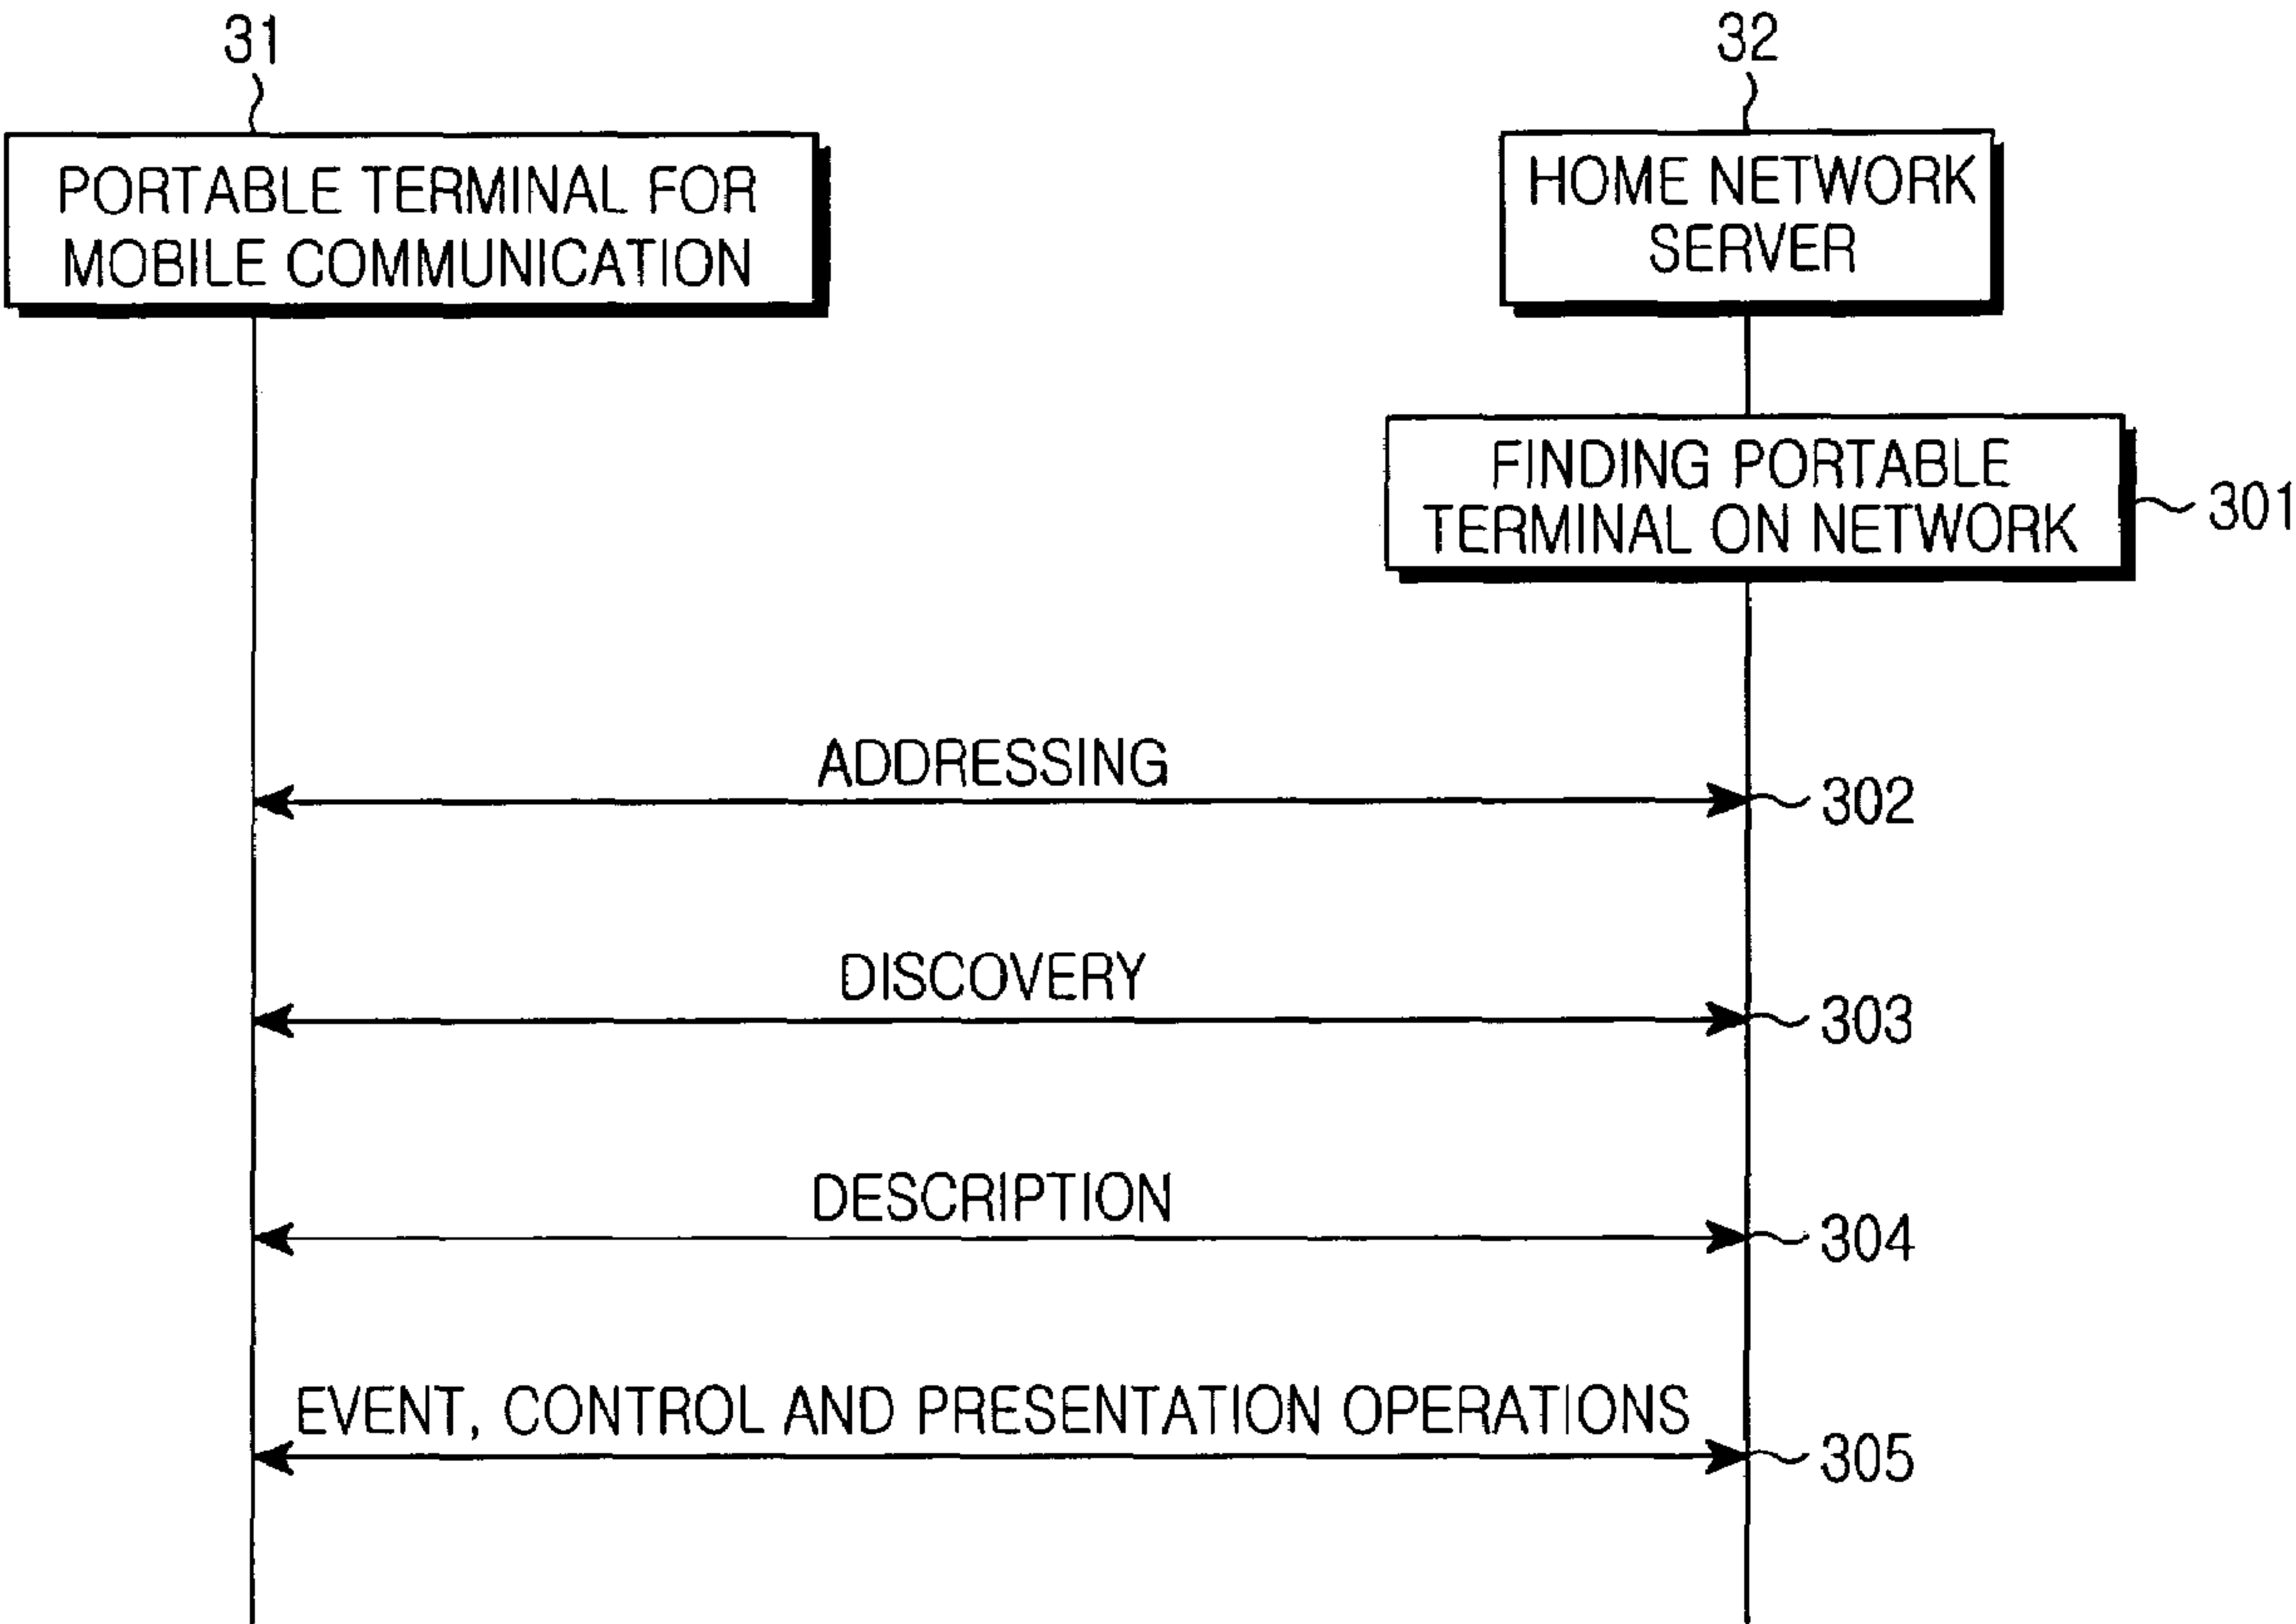 31
32
PORTABLE TERMINAL FOR
MOBILE COMMUNICATION
HOME NETWORK
SERVER
FINDING PORTABLE
TERMINAL ON NETWORK
301
ADDRESSING
302
DISCOVERY
303
DESCRIPTION
304
EVENT, CONTROL AND PRESENTATION OPERATIONS
305